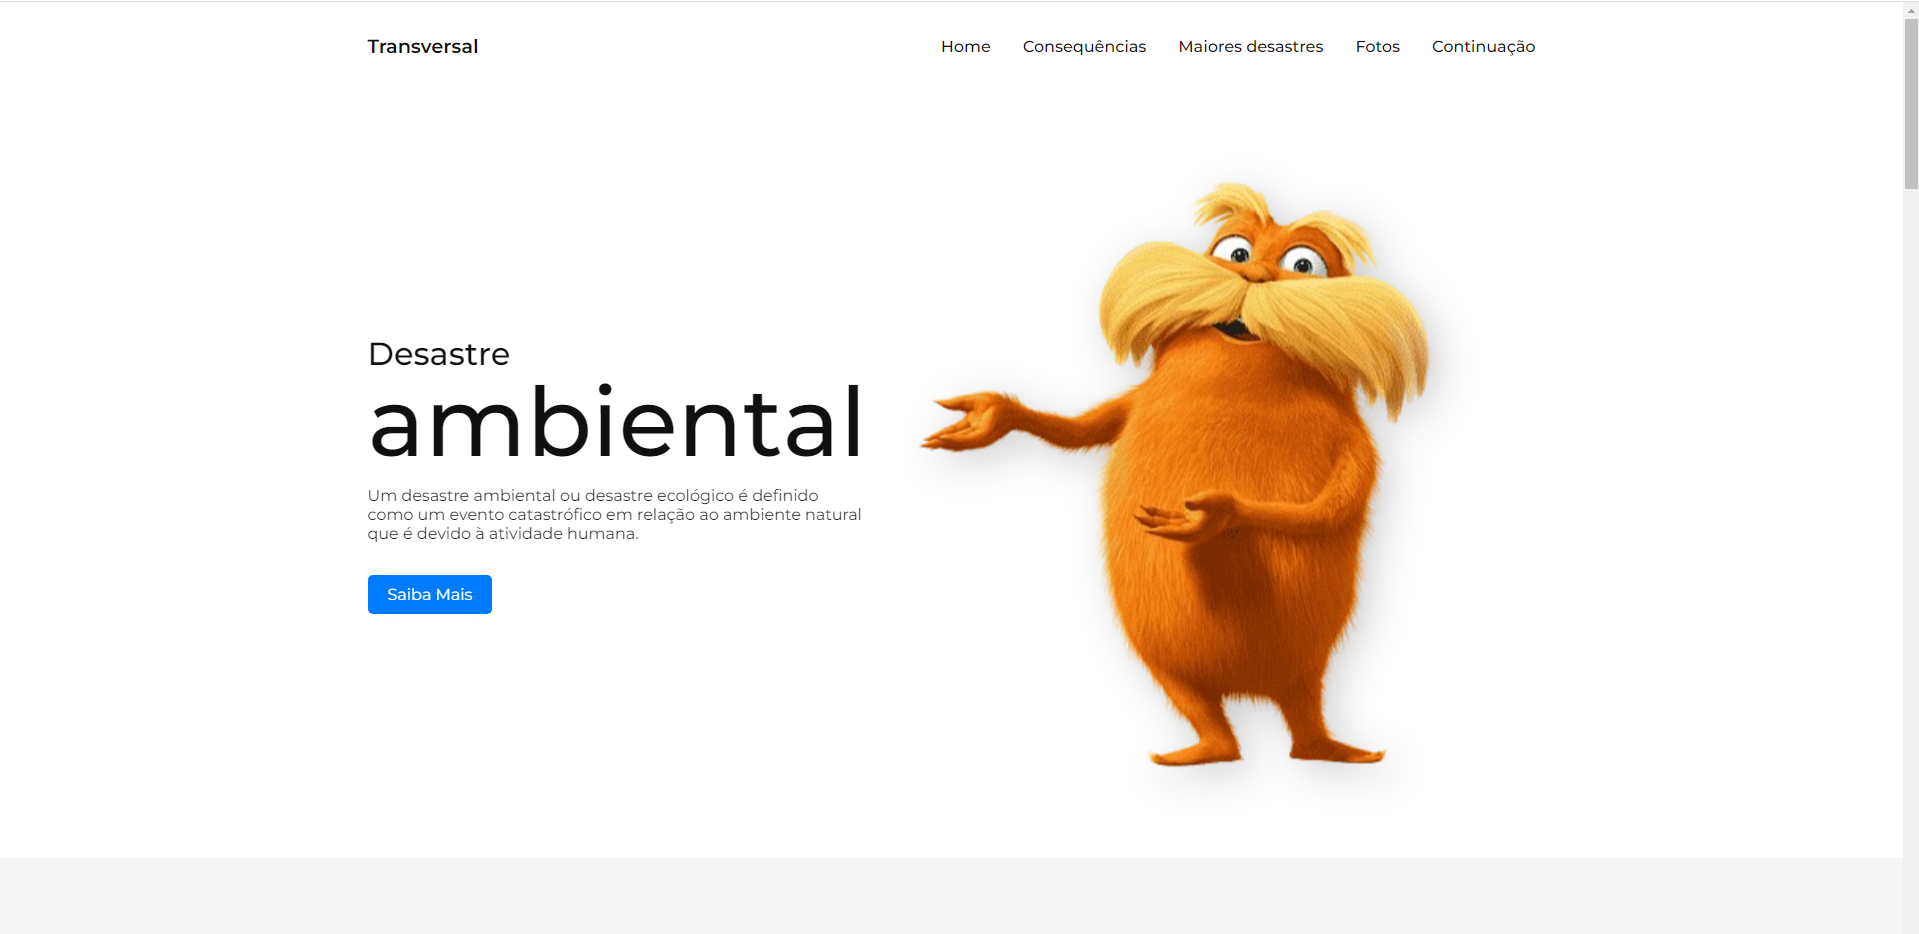 Transversal
Home Consequências Maiores desastres Fotos Continuação
Desastre
ambiental
Um desastre ambiental ou desastre ecológico é definido
como um evento catastrófico em relação ao ambiente natural
que é devido à atividade humana.
Saiba Mais